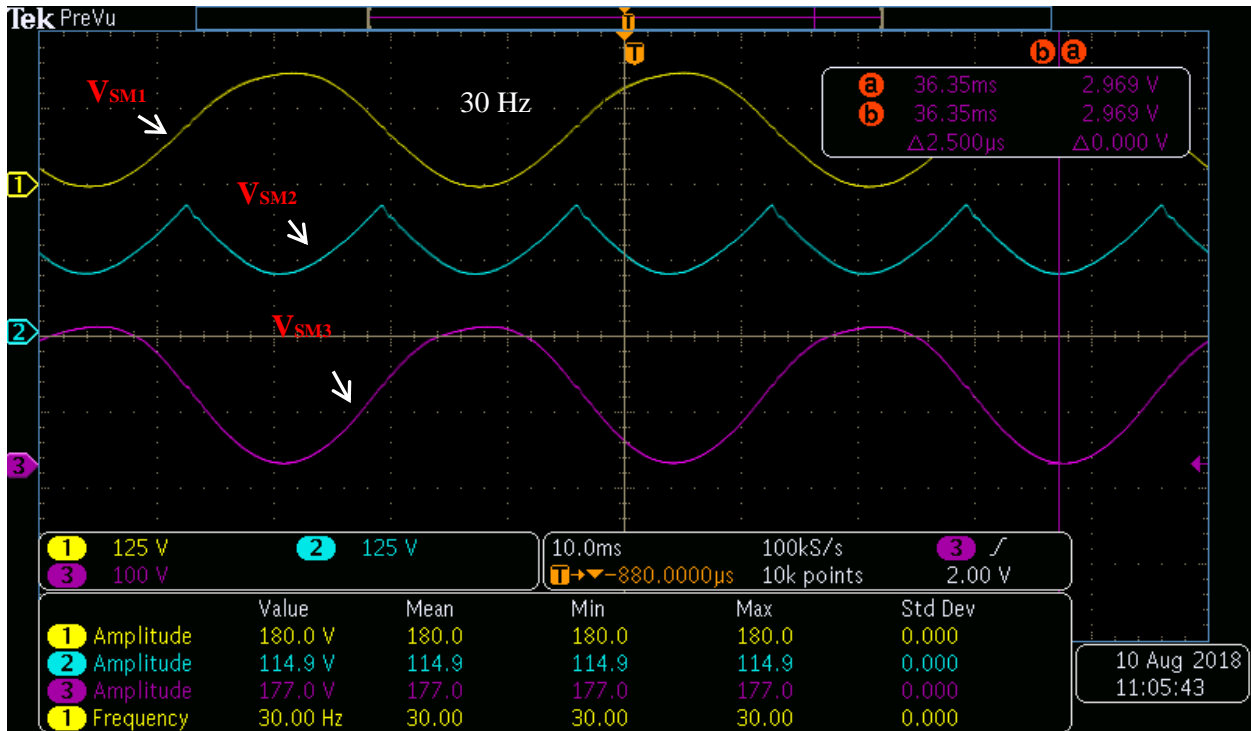 Tek PreVu
T
T
b a
VSM1
30 Hz
a 36.35ms 2.969 V
b 36.35ms 2.969 V
△2.500µs △0.000 V
1
VSM2
2
VSM3
3
1 125 V 2 125 V
3 100 V
10.0ms 100kS/s 3
T→▼-880.0000µs 10k points 2.00 V
Value Mean Min Max Std Dev
1 Amplitude 180.0 V 180.0 180.0 180.0 0.000
2 Amplitude 114.9 V 114.9 114.9 114.9 0.000
3 Amplitude 177.0 V 177.0 177.0 177.0 0.000
1 Frequency 30.00 Hz 30.00 30.00 30.00 0.000
10 Aug 2018
11:05:43